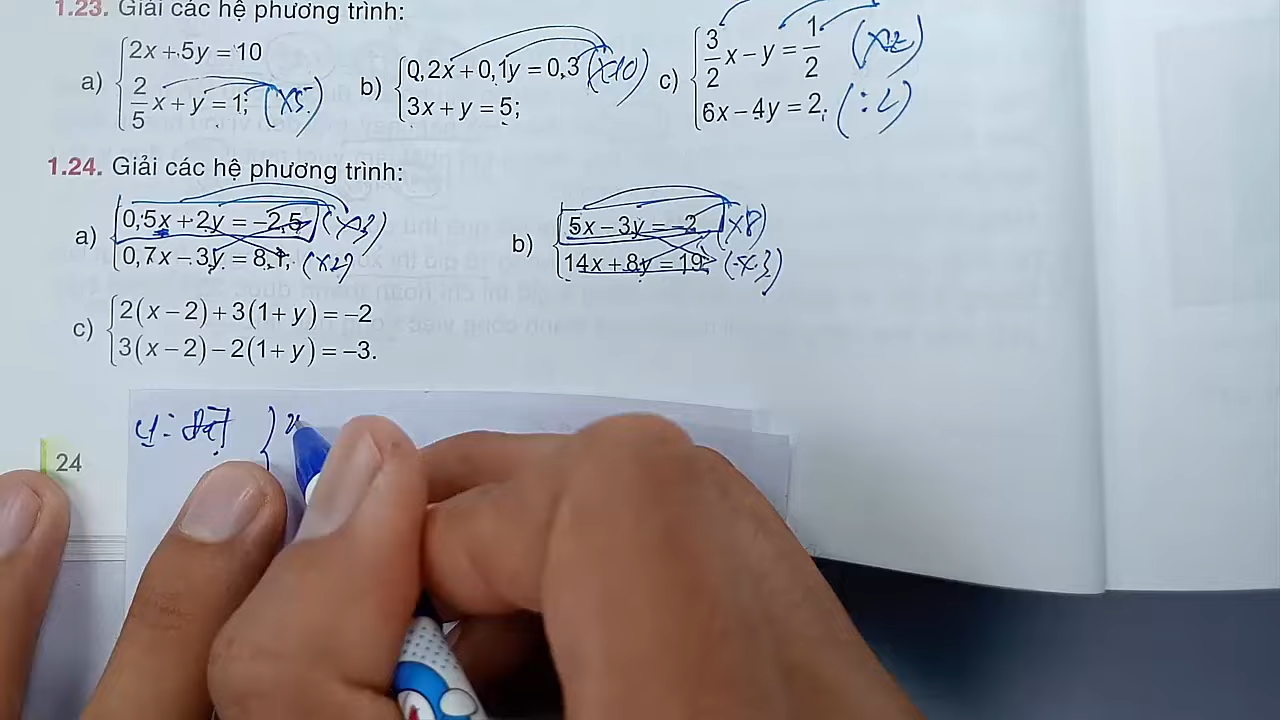 1.23. Giải các hệ phương trình:
a) { 2x + 5y = 10
2/5 x + y = 1; (x5)
b) { 0,2x + 0,1y = 0,3 (x10)
3x + y = 5;
c) { 3/2 x − y = 1/2 (x2)
6x − 4y = 2. (: 2)
1.24. Giải các hệ phương trình:
a) { 0,5x + 2y = −2,5 (x3)
0,7x − 3y = 8,1; (x2)
b) { 5x − 3y = −2 (x8)
14x + 8y = 19; (x3)
c) { 2(x − 2) + 3(1 + y) = −2
3(x − 2) − 2(1 + y) = −3.
24